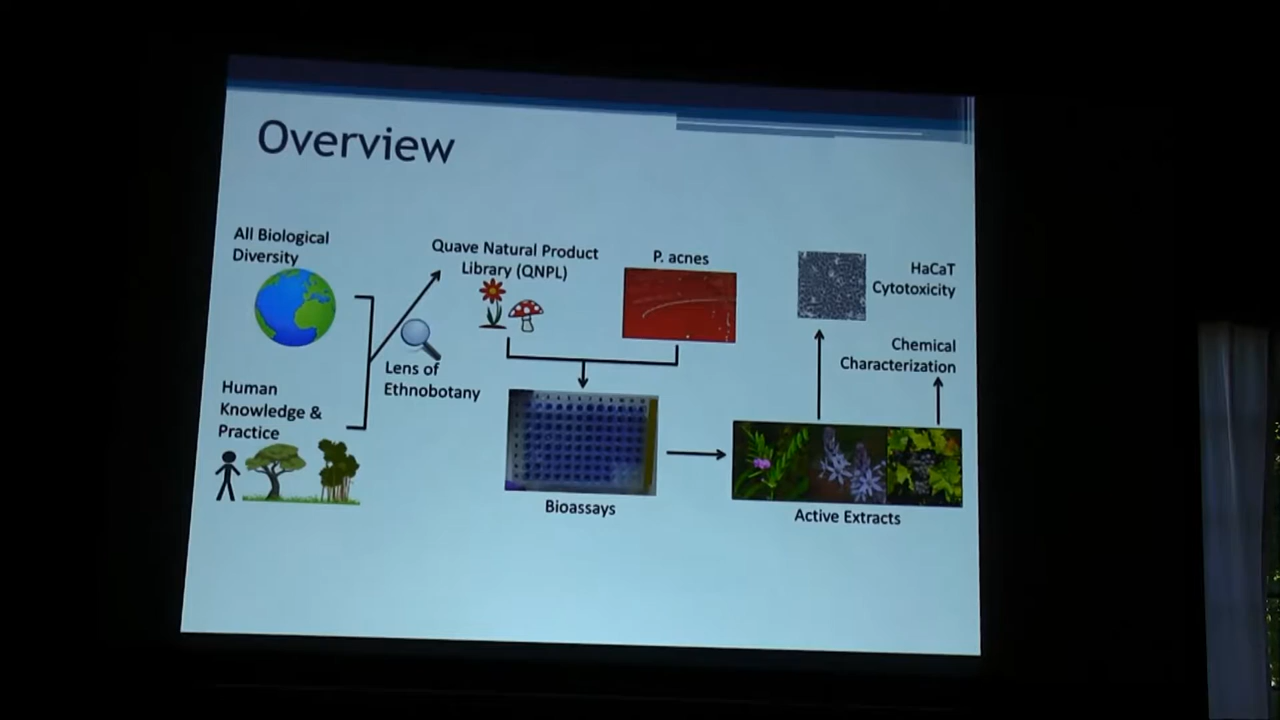 Overview
All Biological
Diversity
Human
Knowledge &
Practice
Lens of
Ethnobotany
Quave Natural Product
Library (QNPL)
P. acnes
Bioassays
Active Extracts
HaCaT
Cytotoxicity
Chemical
Characterization